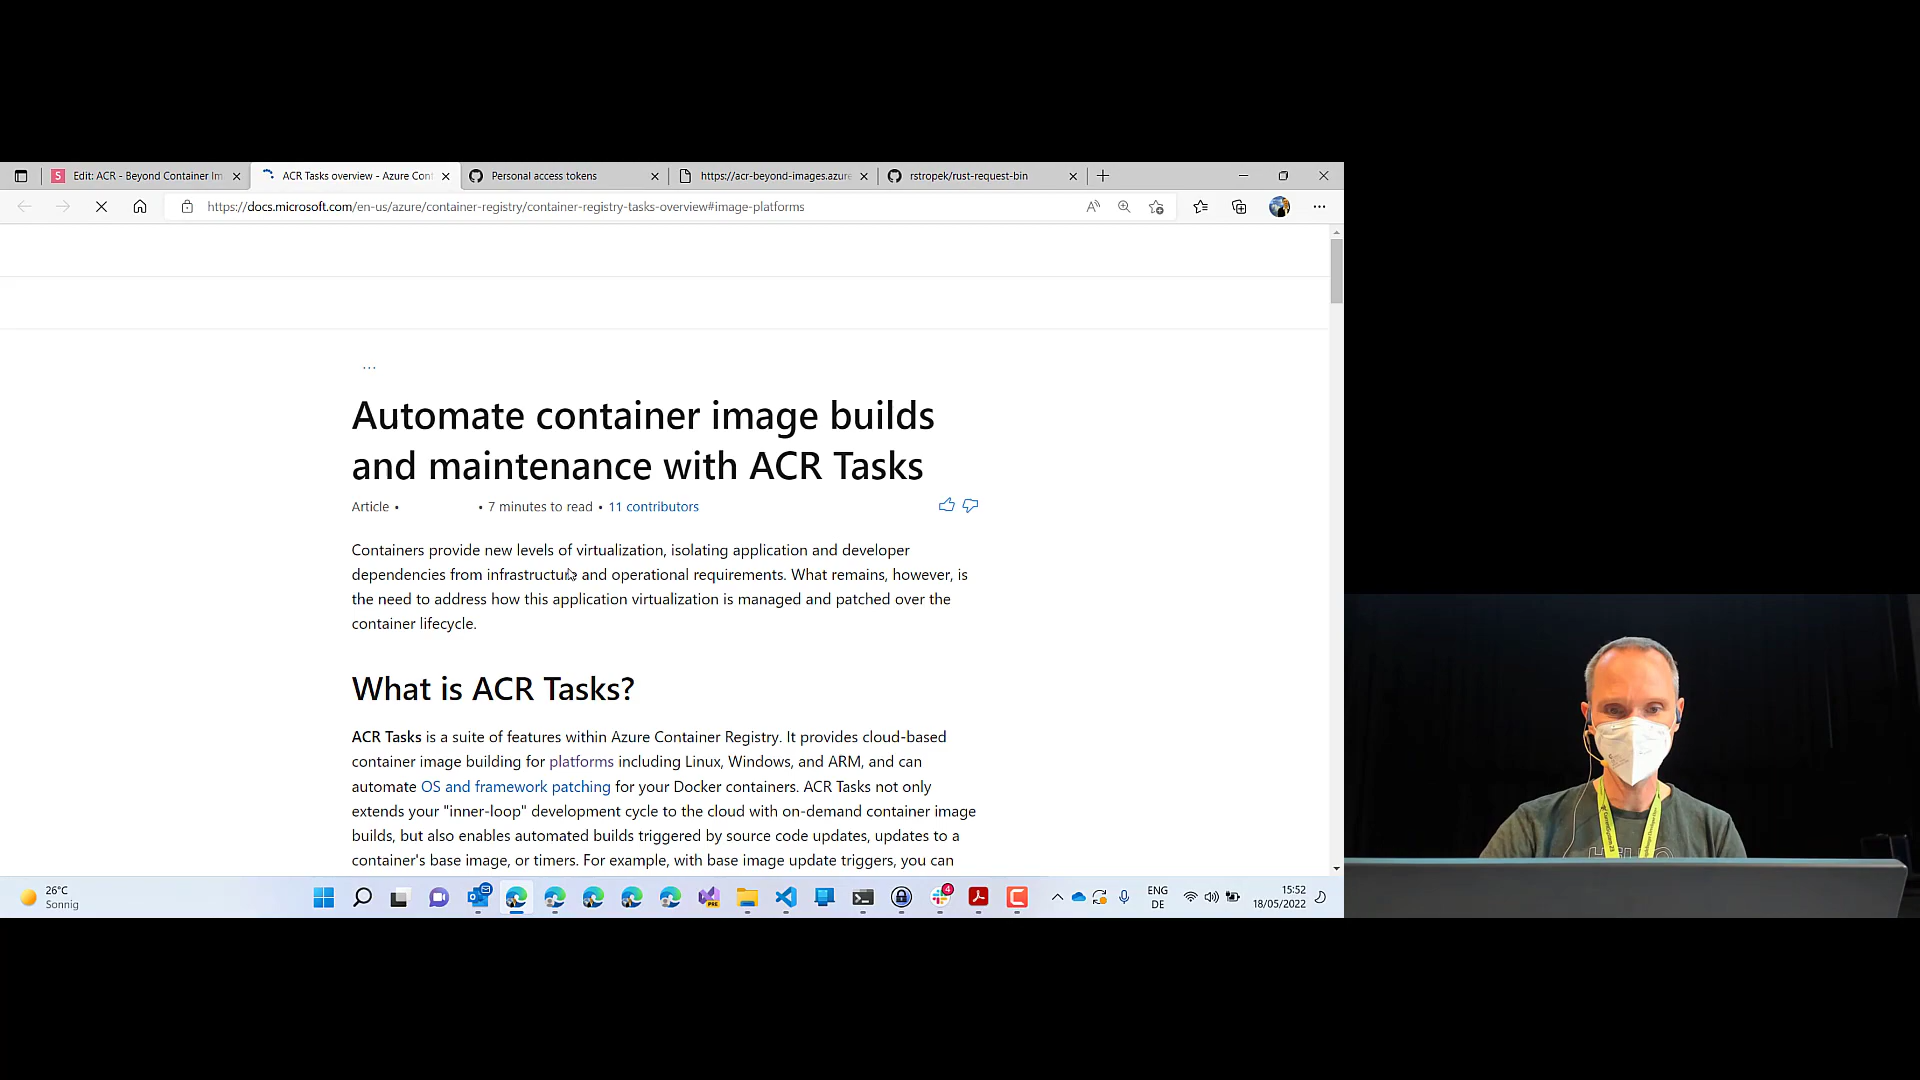 Edit: ACR - Beyond Container Im
ACR Tasks overview - Azure Cont
Personal access tokens
https://acr-beyond-images.azure
rstropek/rust-request-bin
https://docs.microsoft.com/en-us/azure/container-registry/container-registry-tasks-overview#image-platforms
...
Automate container image builds
and maintenance with ACR Tasks
Article • • 7 minutes to read • 11 contributors
Containers provide new levels of virtualization, isolating application and developer
dependencies from infrastructure and operational requirements. What remains, however, is
the need to address how this application virtualization is managed and patched over the
container lifecycle.
What is ACR Tasks?
ACR Tasks is a suite of features within Azure Container Registry. It provides cloud-based
container image building for platforms including Linux, Windows, and ARM, and can
automate OS and framework patching for your Docker containers. ACR Tasks not only
extends your "inner-loop" development cycle to the cloud with on-demand container image
builds, but also enables automated builds triggered by source code updates, updates to a
container's base image, or timers. For example, with base image update triggers, you can
26°C
Sonnig
PRE
4
ENG
DE
15:52
18/05/2022